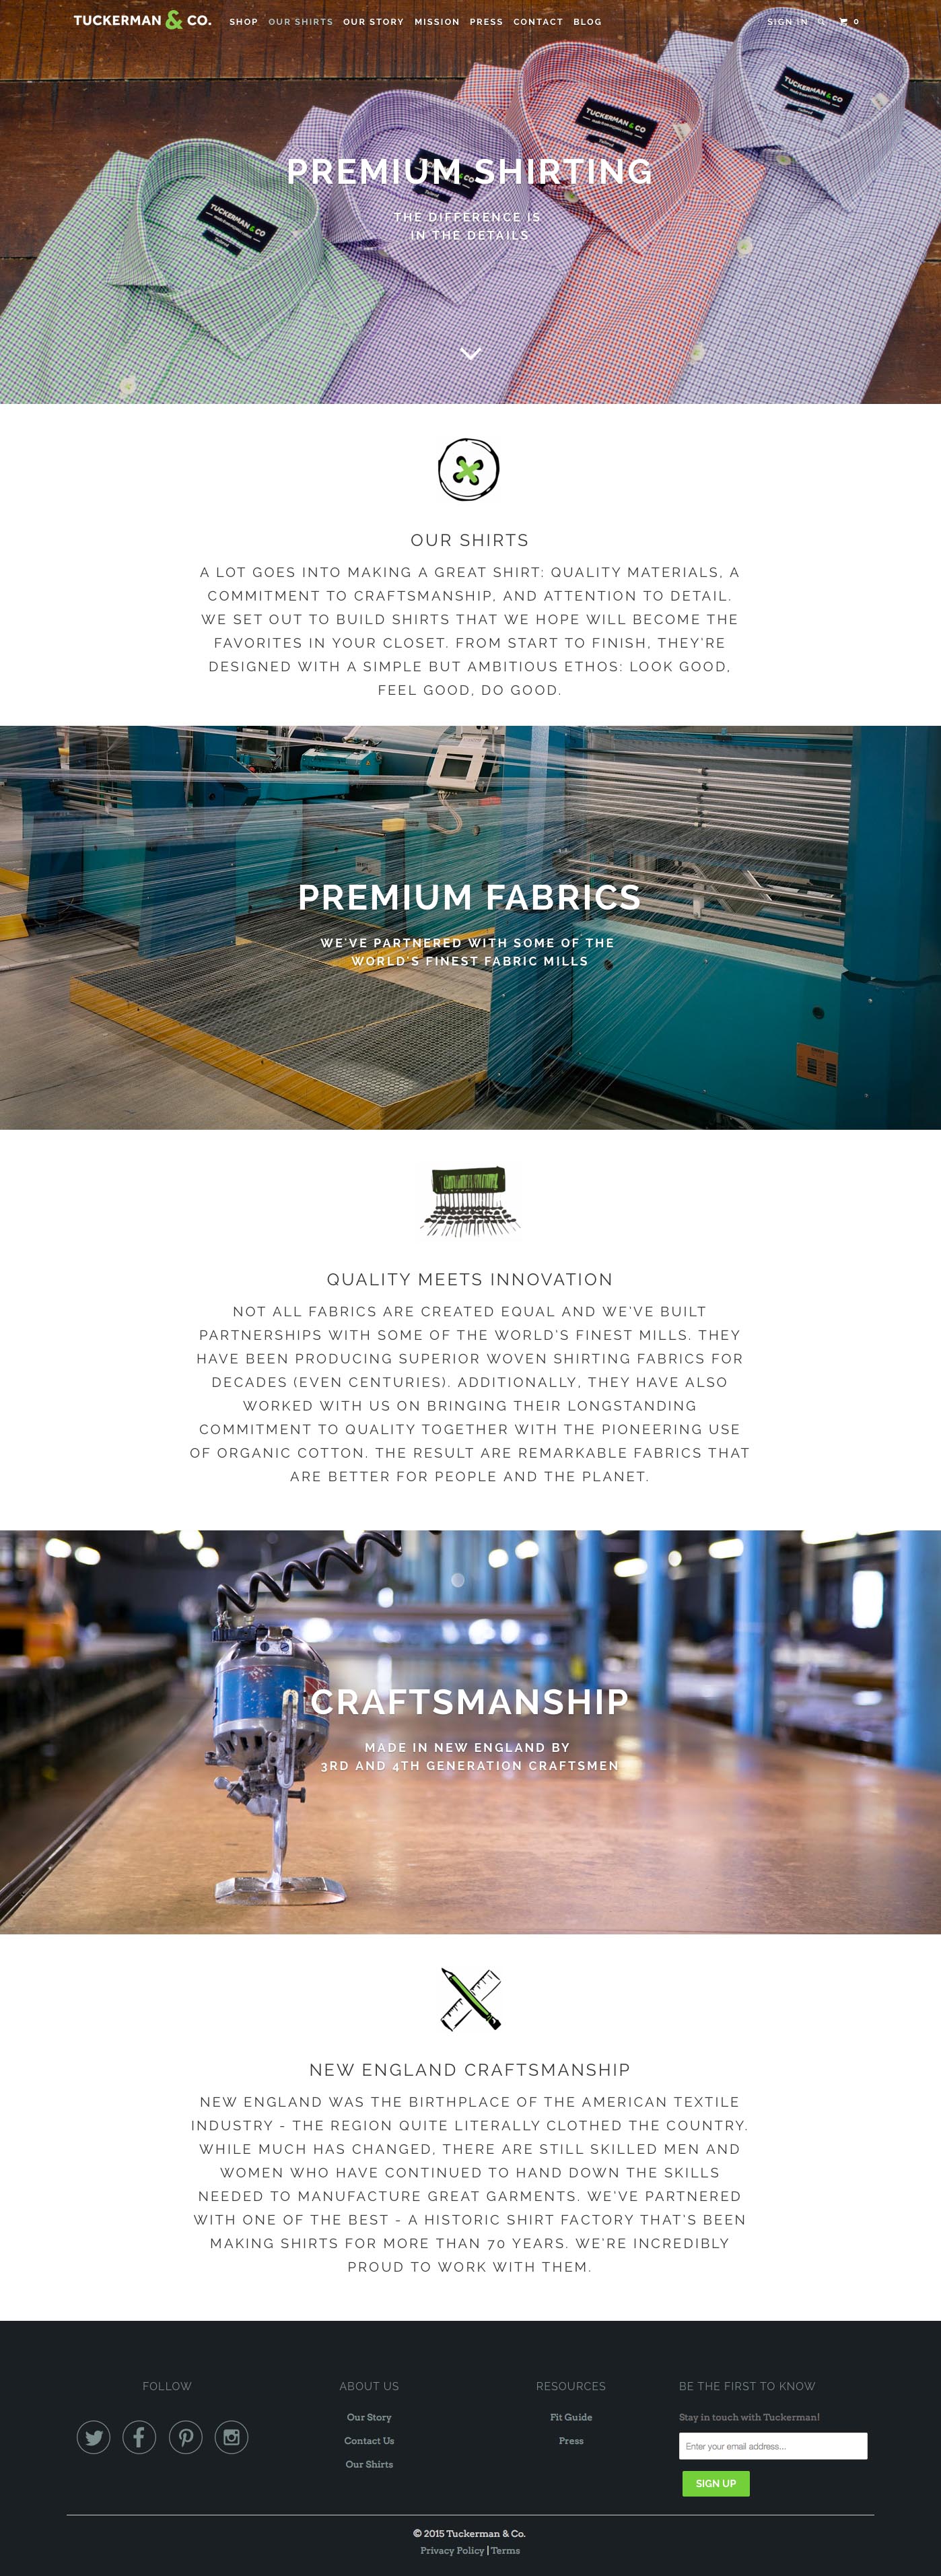 TUCKERMAN & CO. SHOP OUR SHIRTS OUR STORY MISSION PRESS CONTACT BLOG SIGN IN 0
TUCKERMAN & CO
TUCKERMAN & CO
TUCKERMAN & CO
TUCKERMAN & CO
PREMIUM SHIRTING
THE DIFFERENCE IS
IN THE DETAILS
OUR SHIRTS
A LOT GOES INTO MAKING A GREAT SHIRT: QUALITY MATERIALS, A
COMMITMENT TO CRAFTSMANSHIP, AND ATTENTION TO DETAIL.
WE SET OUT TO BUILD SHIRTS THAT WE HOPE WILL BECOME THE
FAVORITES IN YOUR CLOSET. FROM START TO FINISH, THEY'RE
DESIGNED WITH A SIMPLE BUT AMBITIOUS ETHOS: LOOK GOOD,
FEEL GOOD, DO GOOD.
PREMIUM FABRICS
WE'VE PARTNERED WITH SOME OF THE
WORLD'S FINEST FABRIC MILLS
QUALITY MEETS INNOVATION
NOT ALL FABRICS ARE CREATED EQUAL AND WE'VE BUILT
PARTNERSHIPS WITH SOME OF THE WORLD'S FINEST MILLS. THEY
HAVE BEEN PRODUCING SUPERIOR WOVEN SHIRTING FABRICS FOR
DECADES (EVEN CENTURIES). ADDITIONALLY, THEY HAVE ALSO
WORKED WITH US ON BRINGING THEIR LONGSTANDING
COMMITMENT TO QUALITY TOGETHER WITH THE PIONEERING USE
OF ORGANIC COTTON. THE RESULT ARE REMARKABLE FABRICS THAT
ARE BETTER FOR PEOPLE AND THE PLANET.
CRAFTSMANSHIP
MADE IN NEW ENGLAND BY
3RD AND 4TH GENERATION CRAFTSMEN
NEW ENGLAND CRAFTSMANSHIP
NEW ENGLAND WAS THE BIRTHPLACE OF THE AMERICAN TEXTILE
INDUSTRY - THE REGION QUITE LITERALLY CLOTHED THE COUNTRY.
WHILE MUCH HAS CHANGED, THERE ARE STILL SKILLED MEN AND
WOMEN WHO HAVE CONTINUED TO HAND DOWN THE SKILLS
NEEDED TO MANUFACTURE GREAT GARMENTS. WE'VE PARTNERED
WITH ONE OF THE BEST - A HISTORIC SHIRT FACTORY THAT'S BEEN
MAKING SHIRTS FOR MORE THAN 70 YEARS. WE'RE INCREDIBLY
PROUD TO WORK WITH THEM.
FOLLOW
ABOUT US
Our Story
Contact Us
Our Shirts
RESOURCES
Fit Guide
Press
BE THE FIRST TO KNOW
Stay in touch with Tuckerman!
Enter your email address...
SIGN UP
© 2015 Tuckerman & Co.
Privacy Policy | Terms